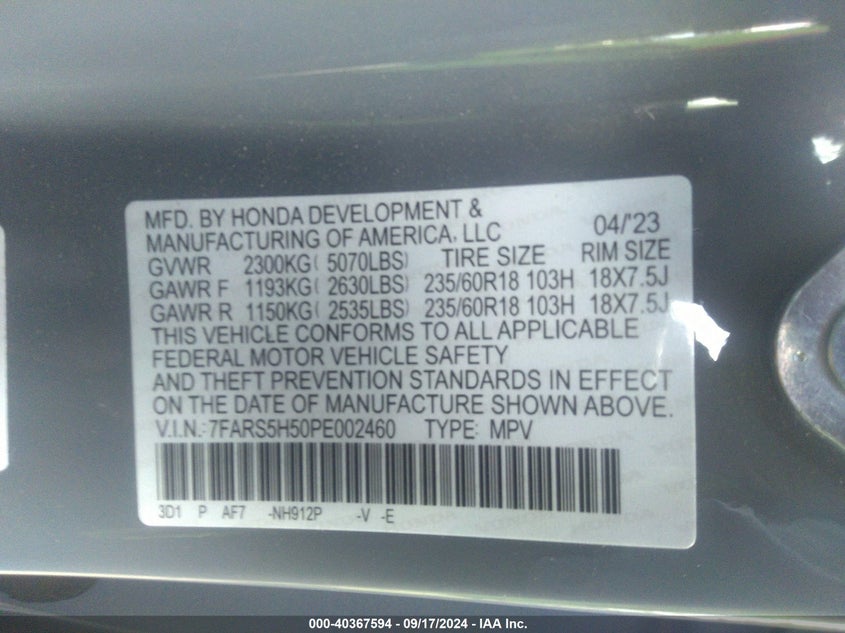 MFD. BY HONDA DEVELOPMENT &
MANUFACTURING OF AMERICA, LLC 04/'23
GVWR 2300KG( 5070LBS) TIRE SIZE RIM SIZE
GAWR F 1193KG( 2630LBS) 235/60R18 103H 18X7.5J
GAWR R 1150KG( 2535LBS) 235/60R18 103H 18X7.5J
THIS VEHICLE CONFORMS TO ALL APPLICABLE
FEDERAL MOTOR VEHICLE SAFETY
AND THEFT PREVENTION STANDARDS IN EFFECT
ON THE DATE OF MANUFACTURE SHOWN ABOVE.
V.I.N.:7FARS5H50PE002460 TYPE: MPV
3D1 P AF7 -NH912P -V -E
000-40367594 - 09/17/2024 - IAA Inc.